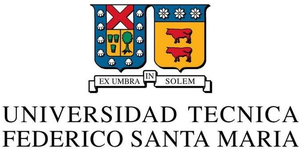 EX UMBRA IN SOLEM
UNIVERSIDAD TECNICA
FEDERICO SANTA MARIA